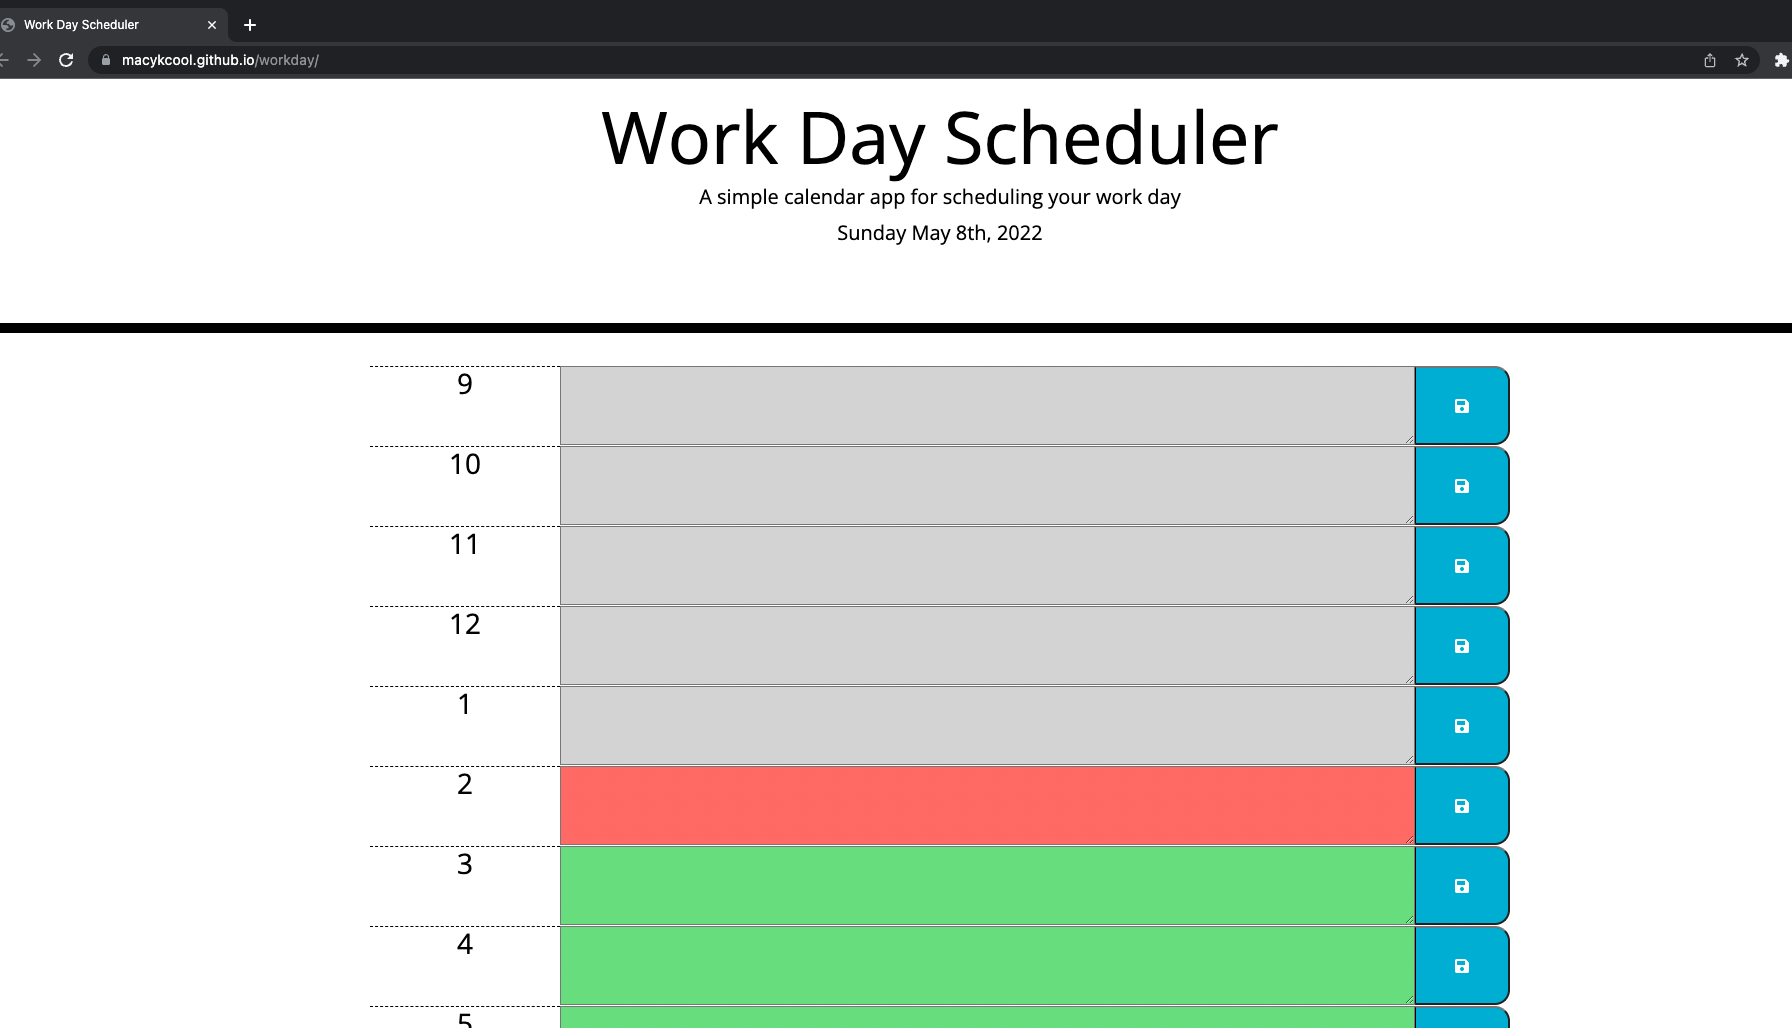 Work Day Scheduler
macykcool.github.io/workday/
Work Day Scheduler
A simple calendar app for scheduling your work day
Sunday May 8th, 2022
9
10
11
12
1
2
3
4
5